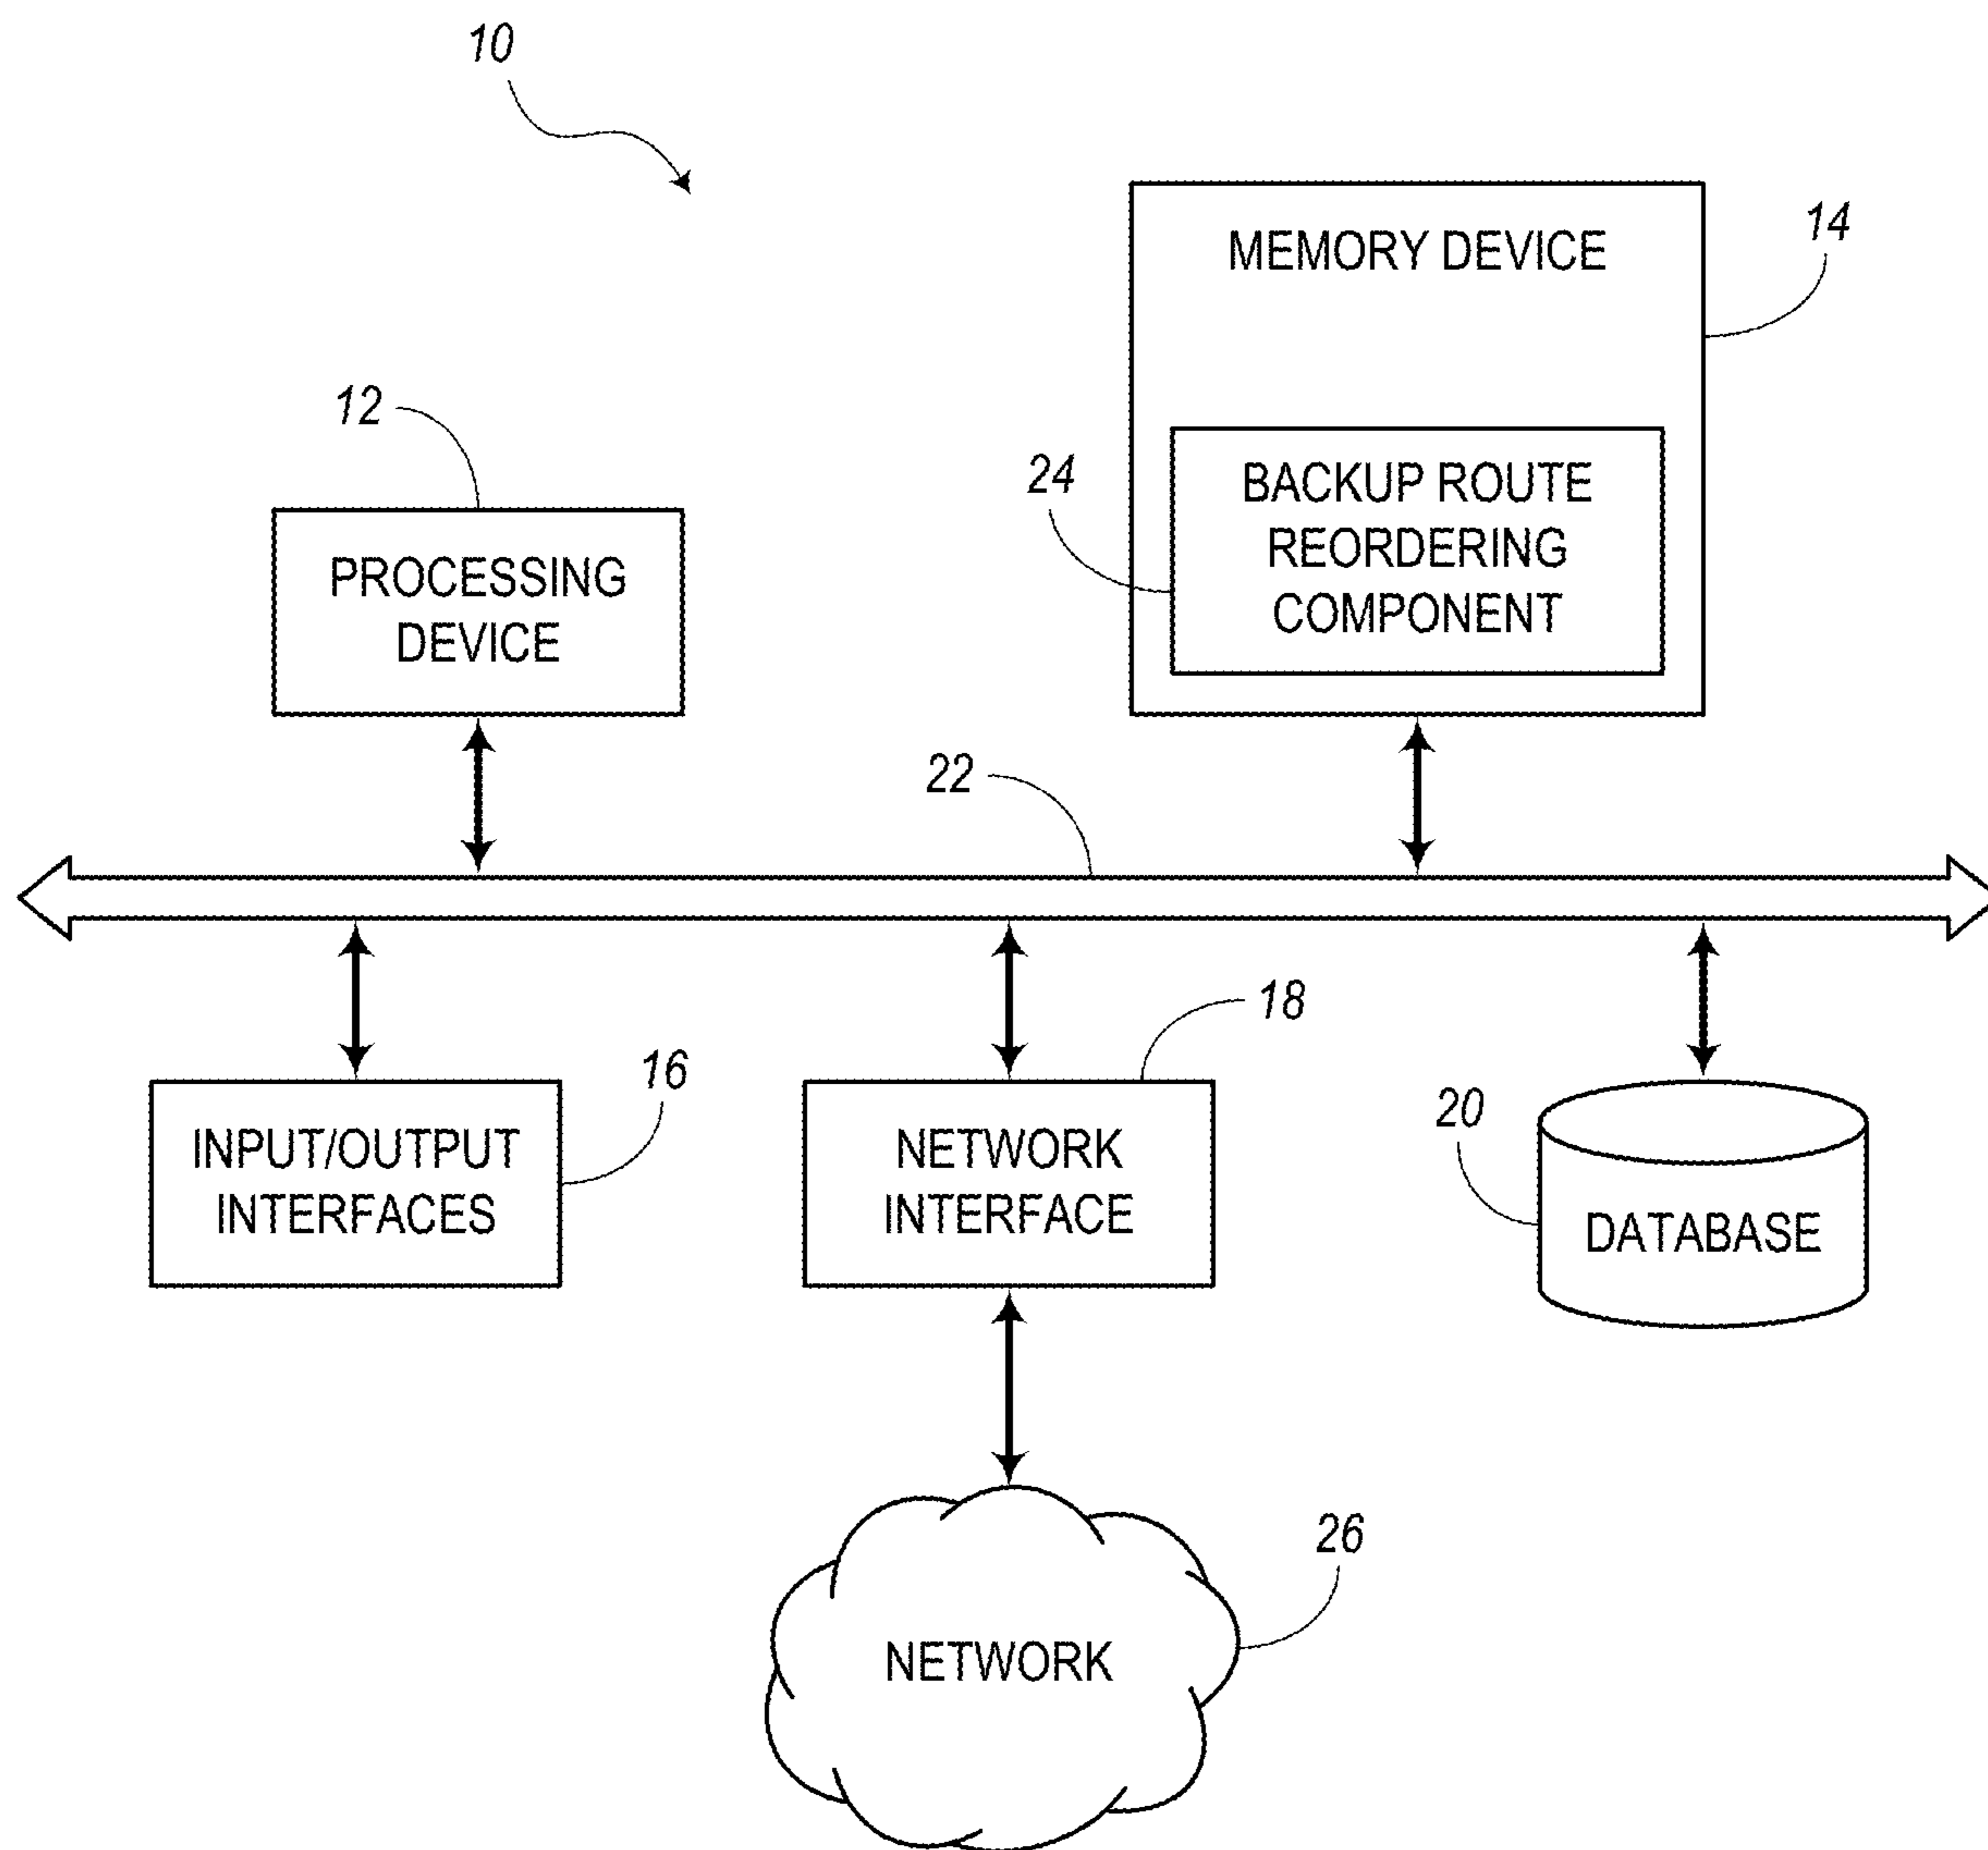 10
MEMORY DEVICE
14
12
24
BACKUP ROUTE
REORDERING
COMPONENT
PROCESSING
DEVICE
22
18
16
INPUT/OUTPUT
INTERFACES
NETWORK
INTERFACE
20
DATABASE
26
NETWORK